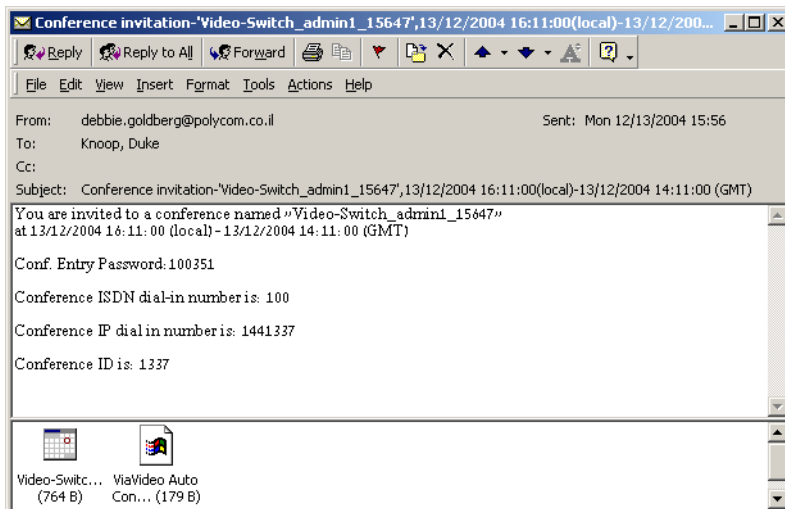 Conference invitation-'Video-Switch_admin1_15647',13/12/2004 16:11:00(local)-13/12/200...
Reply Reply to All Forward
File Edit View Insert Format Tools Actions Help
From: debbie.goldberg@polycom.co.il Sent: Mon 12/13/2004 15:56
To: Knoop, Duke
Cc:
Subject: Conference invitation-'Video-Switch_admin1_15647',13/12/2004 16:11:00(local)-13/12/2004 14:11:00 (GMT)
You are invited to a conference named "Video-Switch_admin1_15647"
at 13/12/2004 16:11:00 (local) - 13/12/2004 14:11:00 (GMT)
Conf. Entry Password:100351
Conference ISDN dial-in number is: 100
Conference IP dial in number is: 1441337
Conference ID is: 1337
Video-Switc... ViaVideo Auto
(764 B) Con... (179 B)